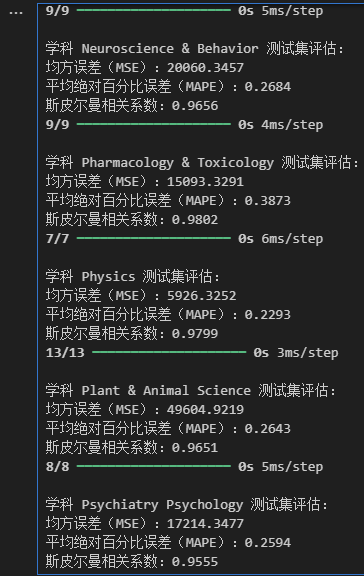 ... 9/9 ━━━━━━━━━━━━━━━━━━━━ 0s 5ms/step
学科 Neuroscience & Behavior 测试集评估：
均方误差（MSE）：20060.3457
平均绝对百分比误差（MAPE）：0.2684
斯皮尔曼相关系数：0.9656
9/9 ━━━━━━━━━━━━━━━━━━━━ 0s 4ms/step
学科 Pharmacology & Toxicology 测试集评估：
均方误差（MSE）：15093.3291
平均绝对百分比误差（MAPE）：0.3873
斯皮尔曼相关系数：0.9802
7/7 ━━━━━━━━━━━━━━━━━━━━ 0s 6ms/step
学科 Physics 测试集评估：
均方误差（MSE）：5926.3252
平均绝对百分比误差（MAPE）：0.2293
斯皮尔曼相关系数：0.9799
13/13 ━━━━━━━━━━━━━━━━━━━━ 0s 3ms/step
学科 Plant & Animal Science 测试集评估：
均方误差（MSE）：49604.9219
平均绝对百分比误差（MAPE）：0.2643
斯皮尔曼相关系数：0.9651
8/8 ━━━━━━━━━━━━━━━━━━━━ 0s 5ms/step
学科 Psychiatry Psychology 测试集评估：
均方误差（MSE）：17214.3477
平均绝对百分比误差（MAPE）：0.2594
斯皮尔曼相关系数：0.9555